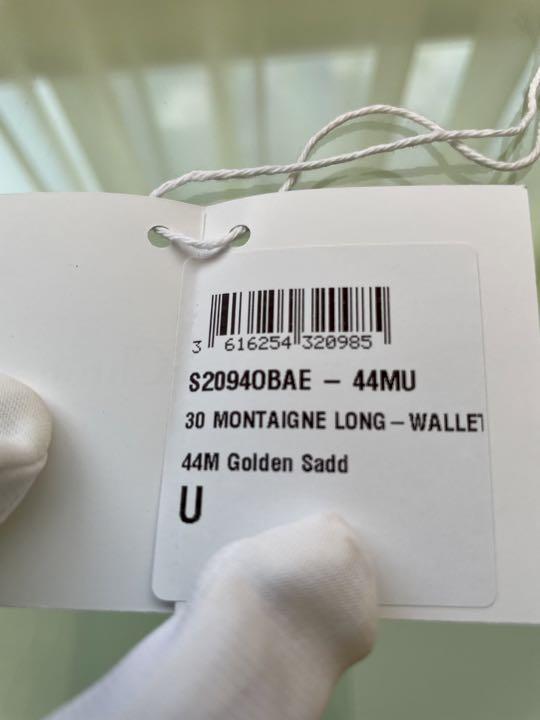 3 616254 320985
S2094OBAE – 44MU
30 MONTAIGNE LONG–WALLET
44M Golden Sadd
U